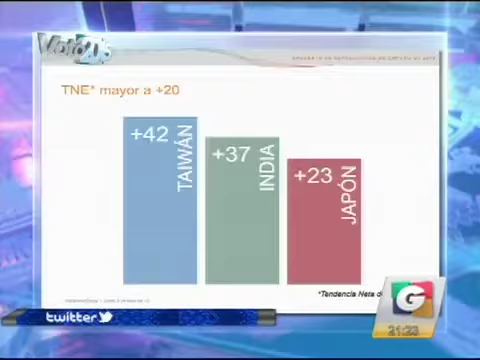 TNE* mayor a +20
+42
TAIWÁN
+37
INDIA
+23
JAPÓN
*Tendencia Neta
twitter
G
21:23